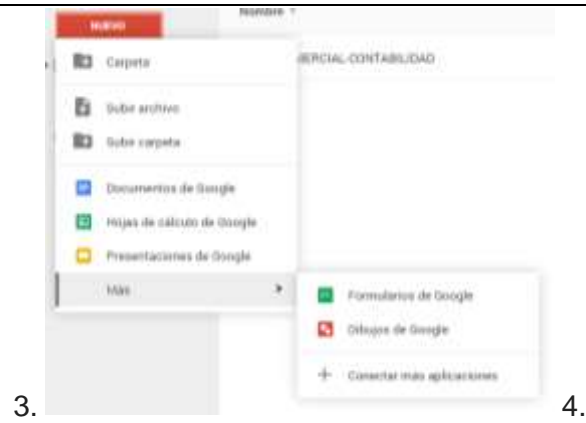 Nombre
NUEVO
Carpeta
ERCIAL-CONTABILIDAD
Subir archivo
Subir carpeta
Documentos de Google
Hojas de cálculo de Google
Presentaciones de Google
Más
Formularios de Google
Dibujos de Google
Conectar más aplicaciones
3.
4.